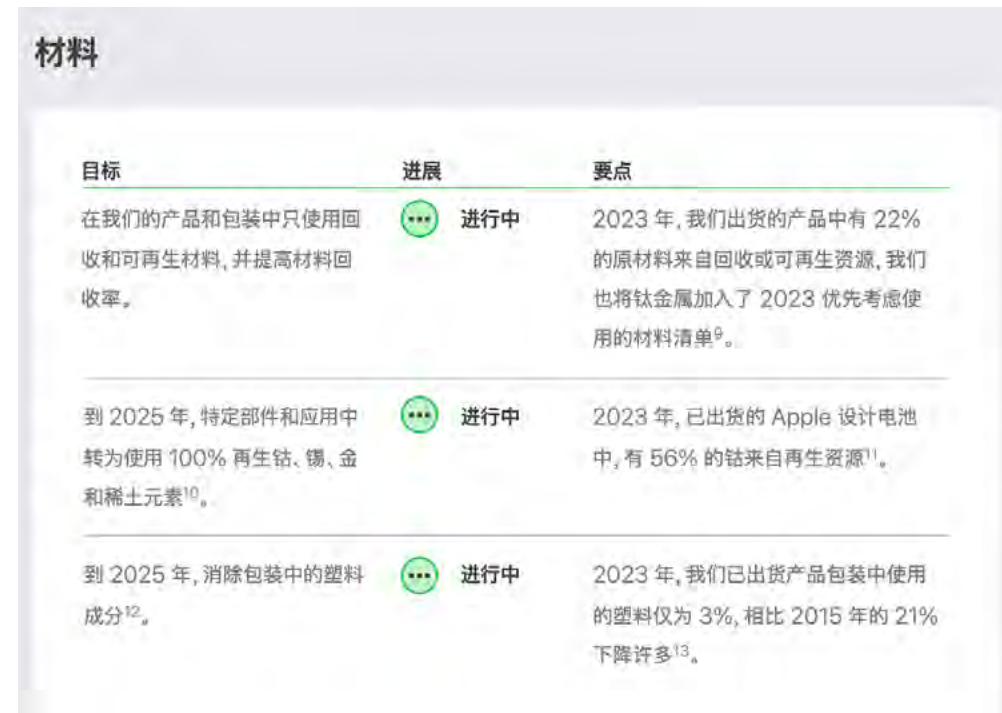 材料
目标 进展 要点
在我们的产品和包装中只使用回
收和可再生材料, 并提高材料回
收率。
进行中
2023 年, 我们出货的产品中有 22%
的原材料来自回收或可再生资源, 我们
也将钛金属加入了 2023 优先考虑使
用的材料清单⁹。
到 2025 年, 特定部件和应用中
转为使用 100% 再生钴、锡、金
和稀土元素¹⁰。
进行中
2023 年, 已出货的 Apple 设计电池
中, 有 56% 的钴来自再生资源¹¹。
到 2025 年, 消除包装中的塑料
成分¹²。
进行中
2023 年, 我们已出货产品包装中使用
的塑料仅为 3%, 相比 2015 年的 21%
下降许多¹³。